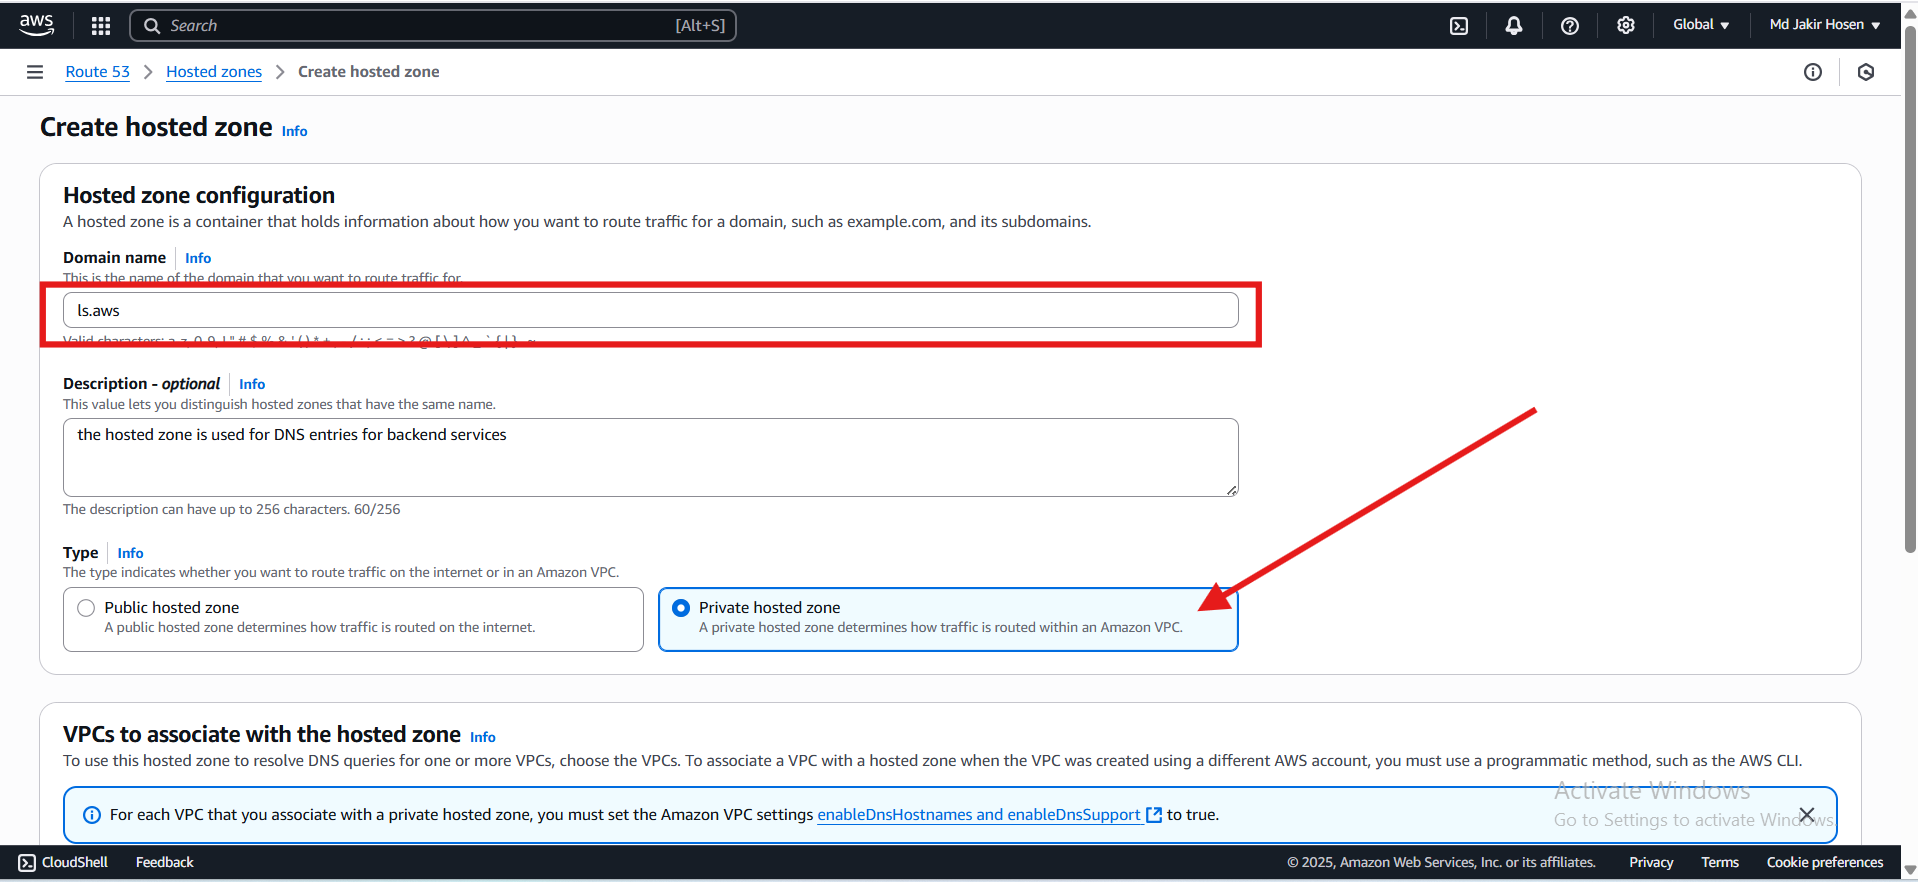 aws
Search [Alt+S]
Global
Md Jakir Hosen
Route 53 > Hosted zones > Create hosted zone
Create hosted zone Info
Hosted zone configuration
A hosted zone is a container that holds information about how you want to route traffic for a domain, such as example.com, and its subdomains.
Domain name Info
This is the name of the domain that you want to route traffic for.
ls.aws
Valid characters: a-z, 0-9, ! " # $ % & ' ( ) * + , - / : ; < = > ? @ [ \ ] ^ _ ` { | } . ~
Description - optional Info
This value lets you distinguish hosted zones that have the same name.
the hosted zone is used for DNS entries for backend services
The description can have up to 256 characters. 60/256
Type Info
The type indicates whether you want to route traffic on the internet or in an Amazon VPC.
Public hosted zone
A public hosted zone determines how traffic is routed on the internet.
Private hosted zone
A private hosted zone determines how traffic is routed within an Amazon VPC.
VPCs to associate with the hosted zone Info
To use this hosted zone to resolve DNS queries for one or more VPCs, choose the VPCs. To associate a VPC with a hosted zone when the VPC was created using a different AWS account, you must use a programmatic method, such as the AWS CLI.
For each VPC that you associate with a private hosted zone, you must set the Amazon VPC settings enableDnsHostnames and enableDnsSupport to true.
Activate Windows
Go to Settings to activate Windows.
CloudShell Feedback © 2025, Amazon Web Services, Inc. or its affiliates. Privacy Terms Cookie preferences